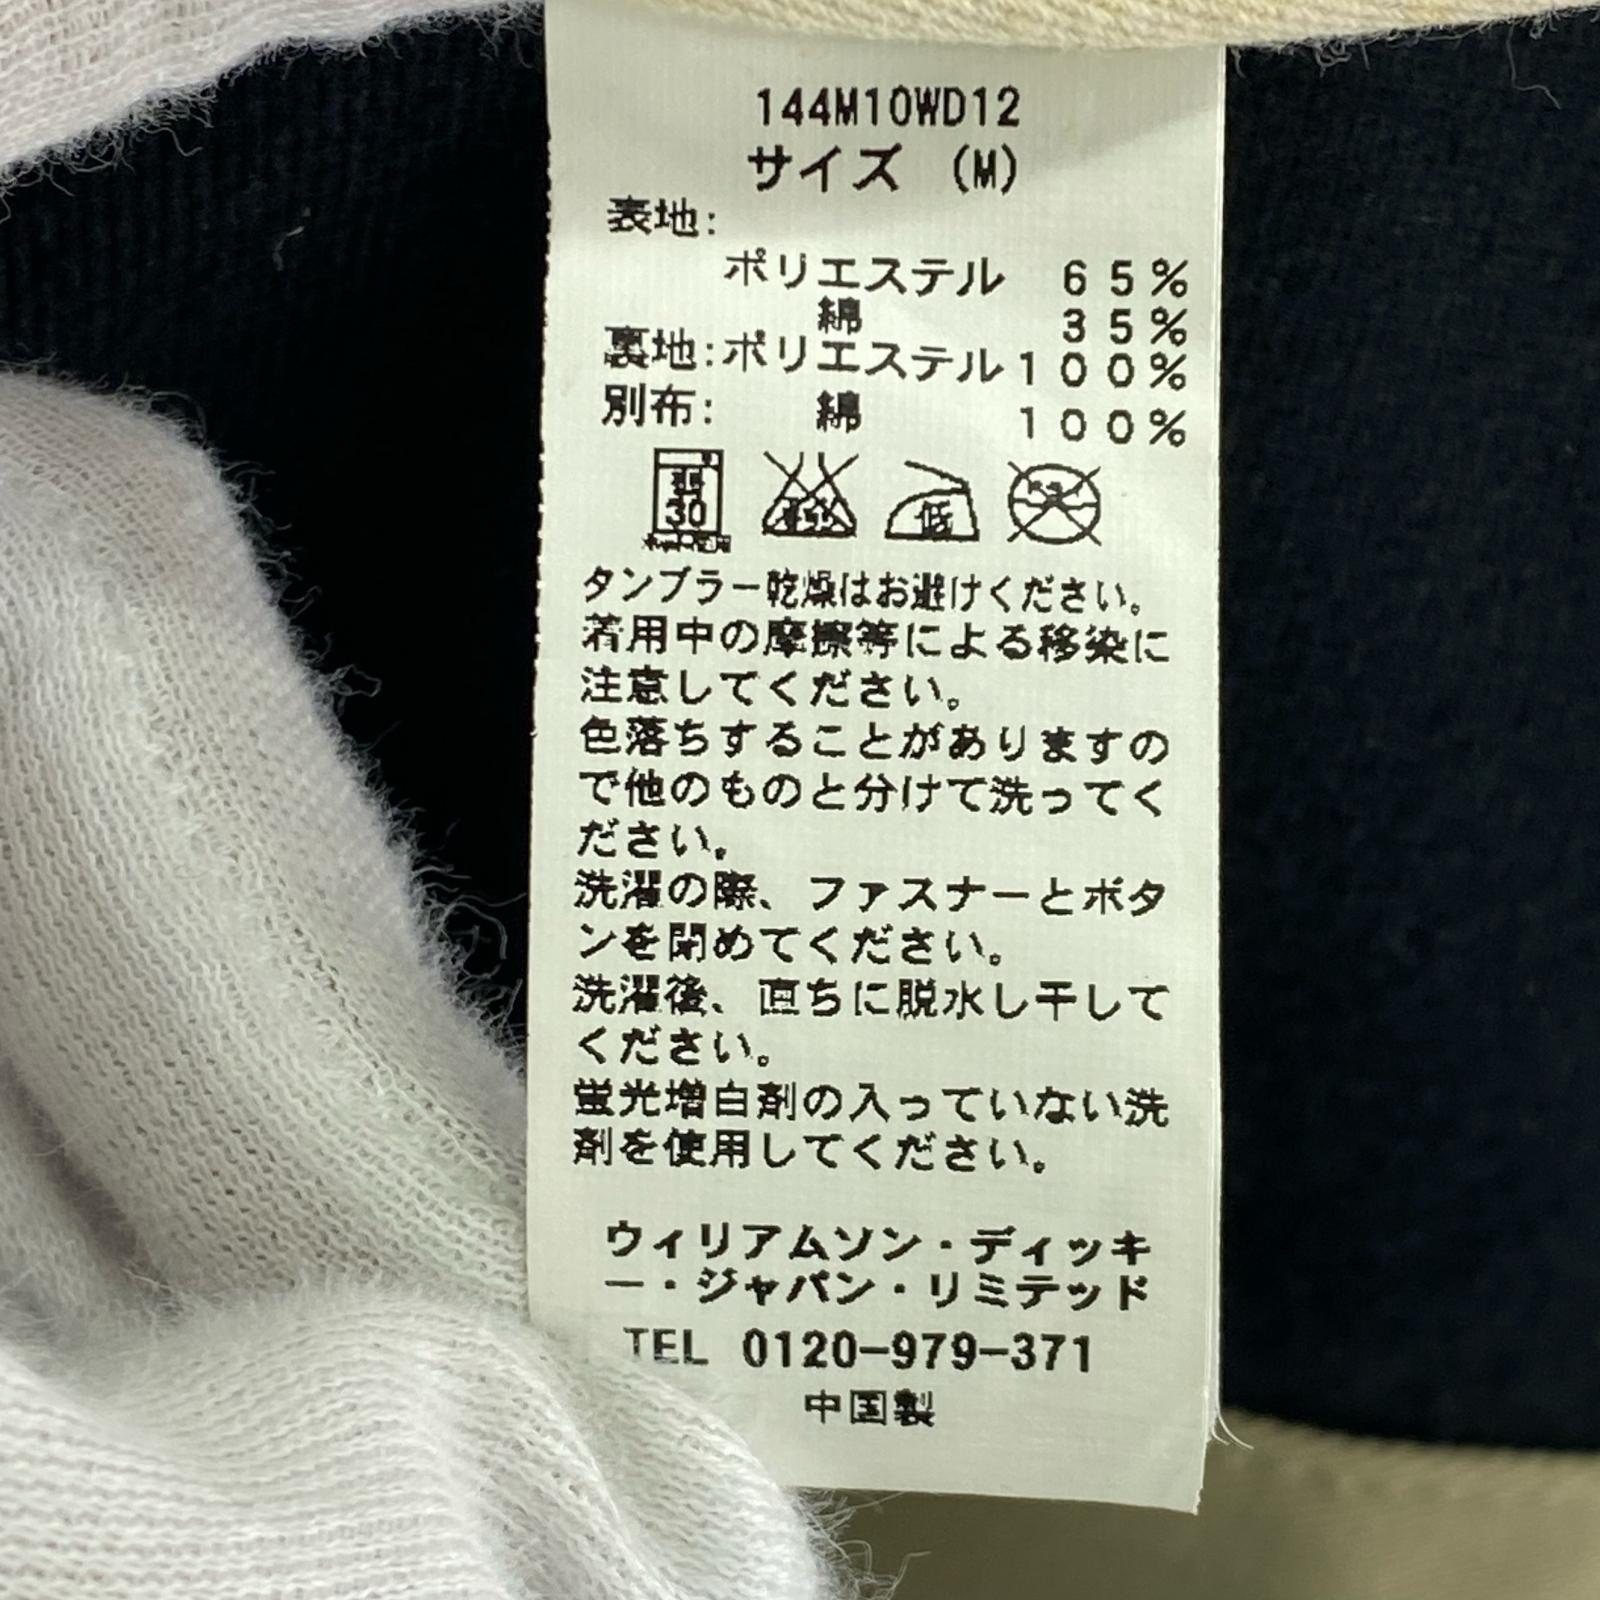 144M10WD12
サイズ (M)
表地:
ポリエステル 65%
綿 35%
裏地:ポリエステル 100%
別布: 綿 100%
30 低
タンブラー乾燥はお避けください。
着用中の摩擦等による移染に
注意してください。
色落ちすることがありますの
で他のものと分けて洗ってく
ださい。
洗濯の際、ファスナーとボタ
ンを閉めてください。
洗濯後、直ちに脱水し干して
ください。
蛍光増白剤の入っていない洗
剤を使用してください。
ウィリアムソン・ディッキ
ー・ジャパン・リミテッド
TEL 0120-979-371
中国製